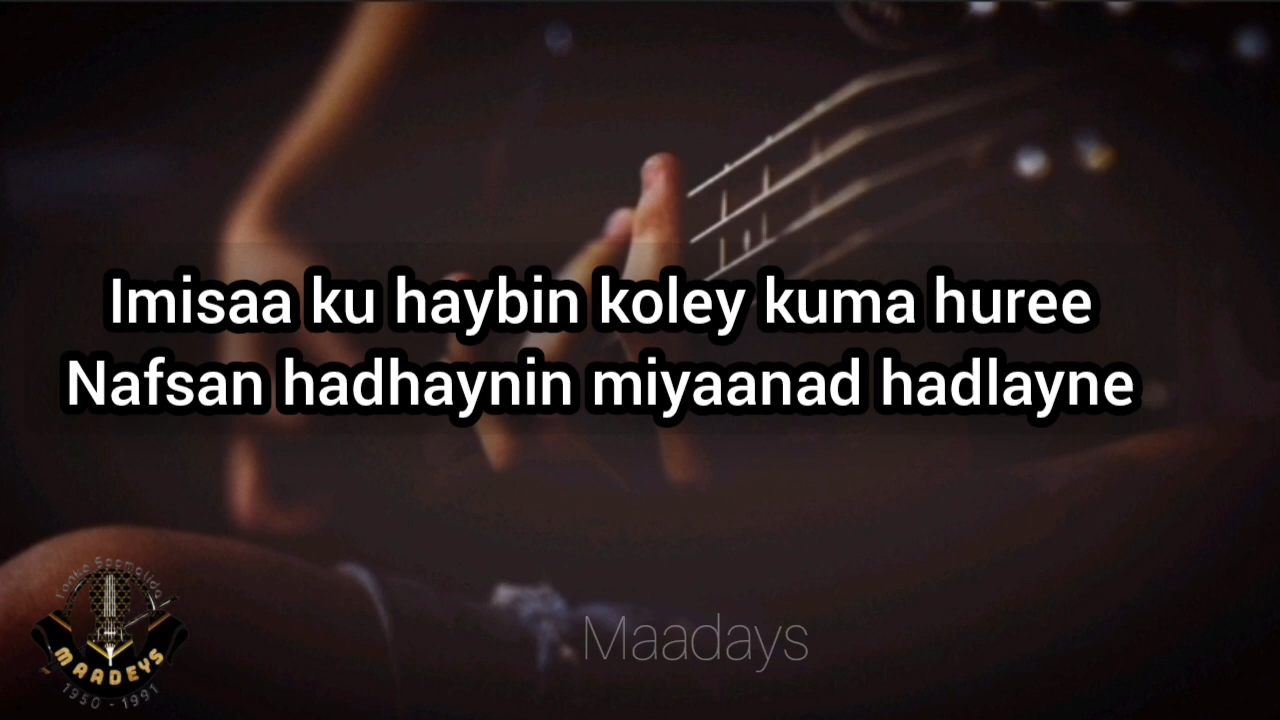 Imisaa ku haybin koley kuma huree
Nafsan hadhaynin miyaanad hadlayne
Maadays
MAADEYS
1950 - 1991